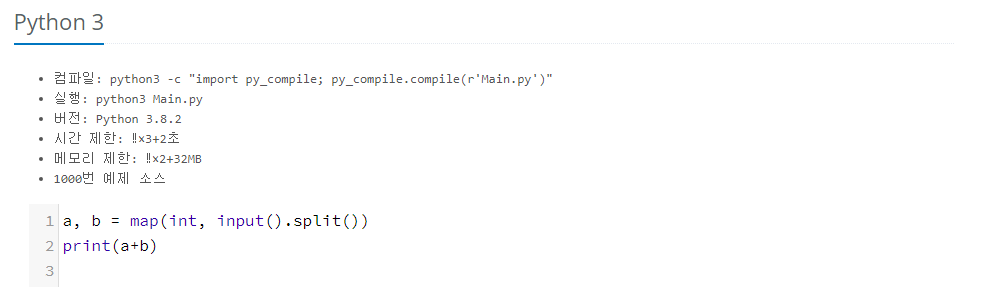 Python 3
컴파일: python3 -c "import py_compile; py_compile.compile(r'Main.py')"
실행: python3 Main.py
버전: Python 3.8.2
시간 제한: ‼×3+2초
메모리 제한: ‼×2+32MB
1000번 예제 소스
1 a, b = map(int, input().split())
2 print(a+b)
3